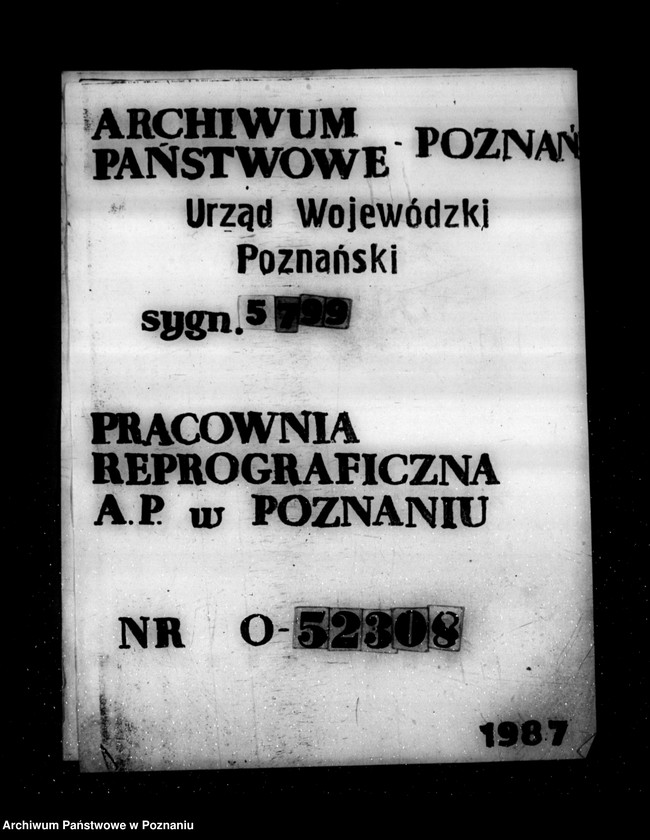 ARCHIWUM
PAŃSTWOWE - POZNAŃ
Urząd Wojewódzki
Poznański
sygn. 5799
PRACOWNIA
REPROGRAFICZNA
A.P. w POZNANIU
NR O-52308
1987
Archiwum Państwowe w Poznaniu